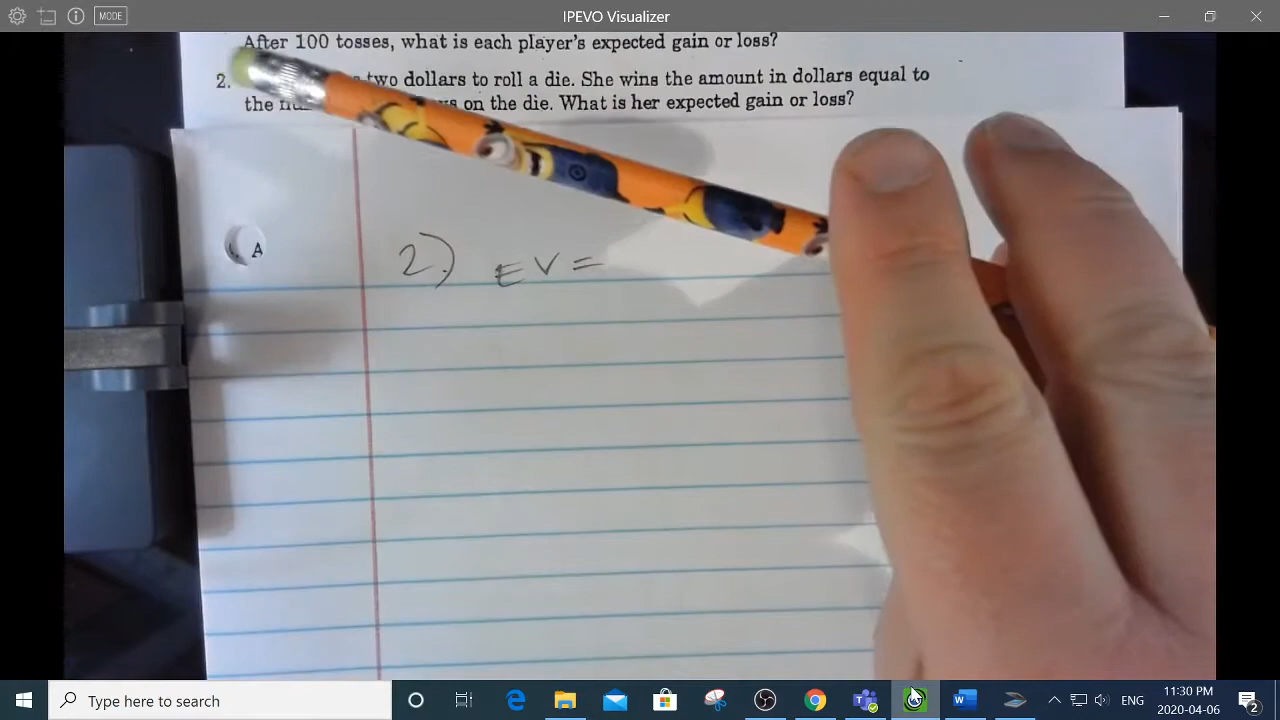 MODE
IPEVO Visualizer
After 100 tosses, what is each player's expected gain or loss?
2. two dollars to roll a die. She wins the amount in dollars equal to
the on the die. What is her expected gain or loss?
A
2) EV =
Type here to search
ENG
11:30 PM
2020-04-06
2